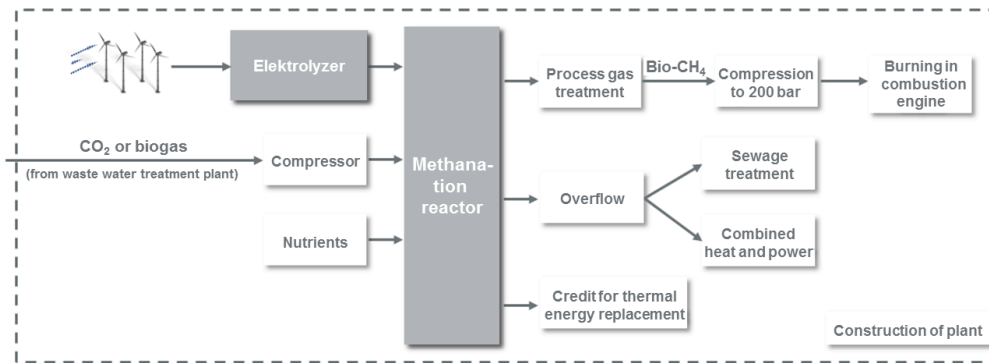 Elektrolyzer
CO₂ or biogas
(from waste water treatment plant)
Compressor
Nutrients
Methana-
tion
reactor
Process gas
treatment
Bio-CH₄
Compression
to 200 bar
Burning in
combustion
engine
Overflow
Sewage
treatment
Combined
heat and power
Credit for thermal
energy replacement
Construction of plant